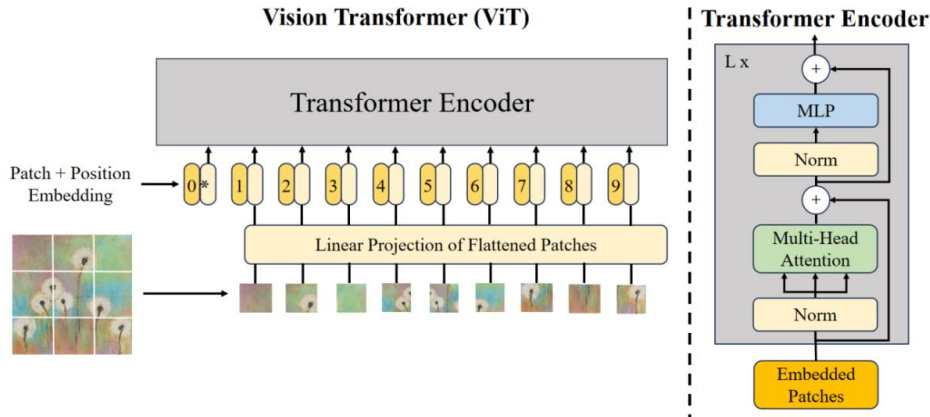 Vision Transformer (ViT)
Transformer Encoder
Patch + Position
Embedding
0 * 1 2 3 4 5 6 7 8 9
Linear Projection of Flattened Patches
Transformer Encoder
L x
+
MLP
Norm
+
Multi-Head
Attention
Norm
Embedded
Patches